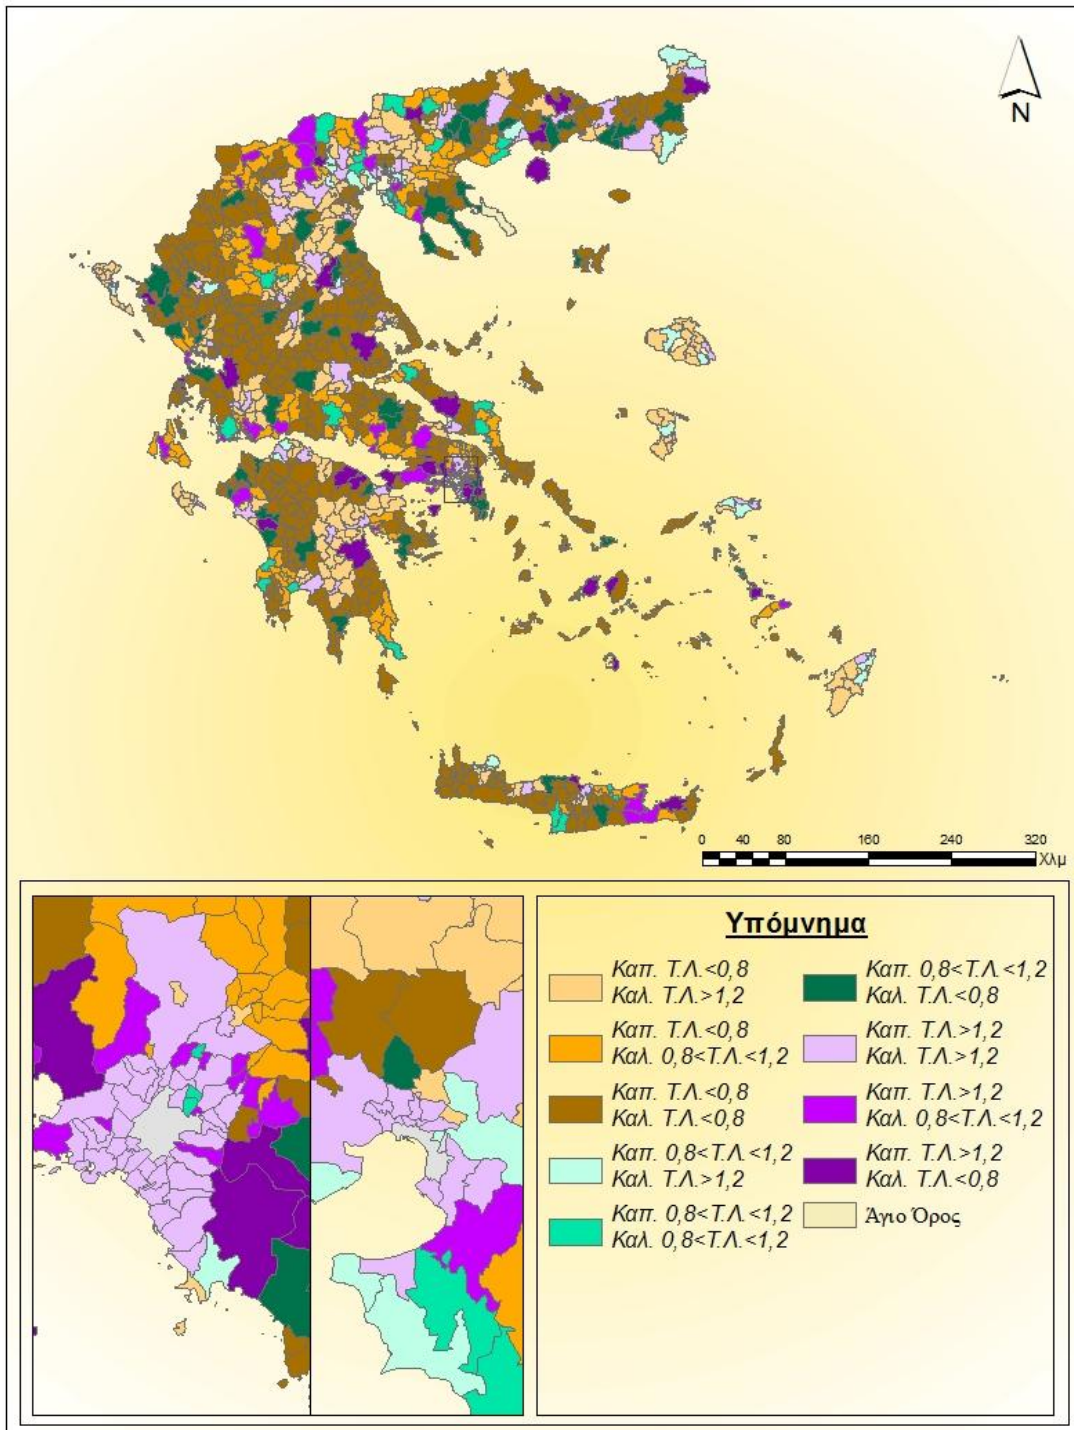 N
0 40 80 160 240 320
Χλμ
Υπόμνημα
Καπ. Τ.Λ.<0,8
Καλ. Τ.Λ.>1,2
Καπ. Τ.Λ.<0,8
Καλ. 0,8<Τ.Λ.<1,2
Καπ. Τ.Λ.<0,8
Καλ. Τ.Λ.<0,8
Καπ. 0,8<Τ.Λ.<1,2
Καλ. Τ.Λ.>1,2
Καπ. 0,8<Τ.Λ.<1,2
Καλ. 0,8<Τ.Λ.<1,2
Καπ. 0,8<Τ.Λ.<1,2
Καλ. Τ.Λ.<0,8
Καπ. Τ.Λ.>1,2
Καλ. Τ.Λ.>1,2
Καπ. Τ.Λ.>1,2
Καλ. 0,8<Τ.Λ.<1,2
Καπ. Τ.Λ.>1,2
Καλ. Τ.Λ.<0,8
Άγιο Όρος